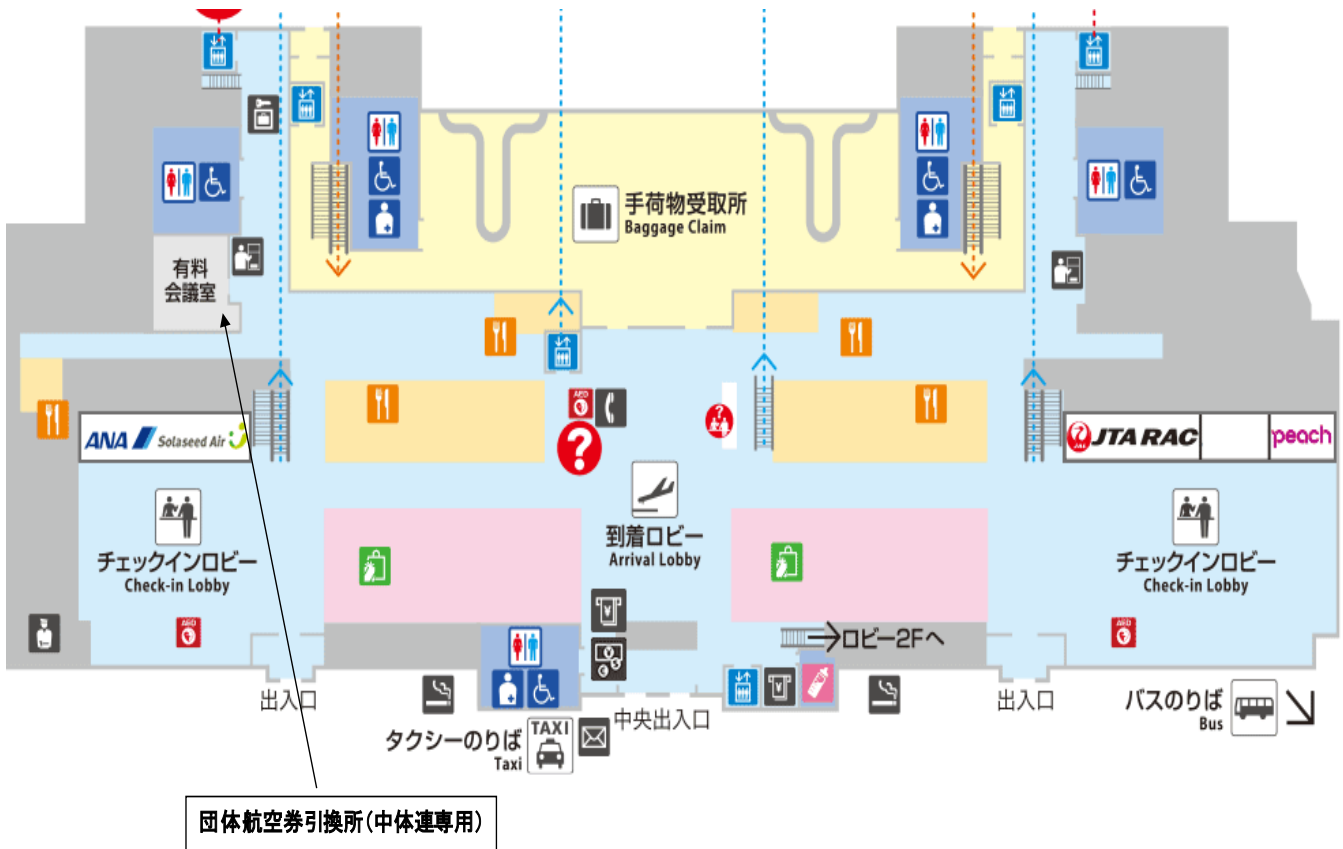 手荷物受取所
Baggage Claim
有料
会議室
ANA
Solaseed Air
AED
JAL
JTA RAC
peach
到着ロビー
Arrival Lobby
チェックインロビー
Check-in Lobby
チェックインロビー
Check-in Lobby
AED
AED
ロビー2Fへ
出入口
中央出入口
出入口
バスのりば
Bus
タクシーのりば
Taxi
TAXI
団体航空券引換所(中体連専用)